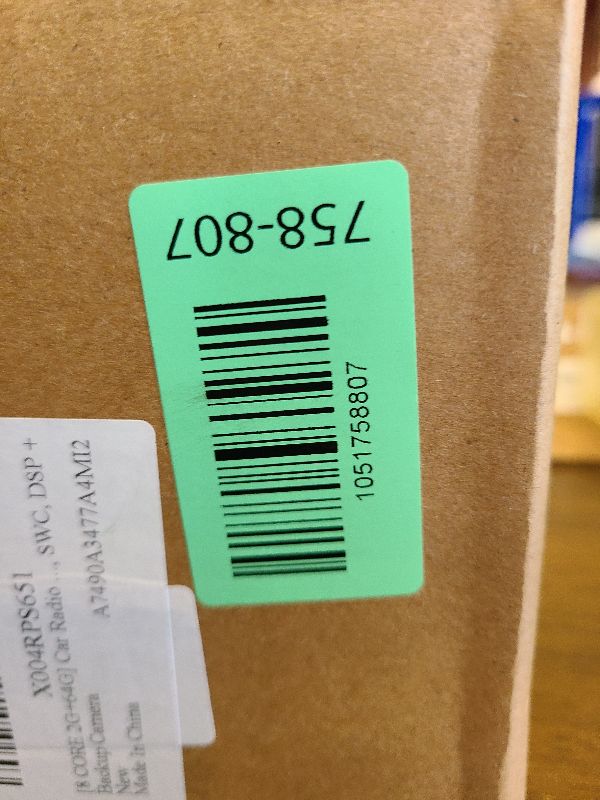 758-807
1051758807
X004RPS651
[8 CORE 2G+64G] Car Radio ..., SWC, DSP +
Backup Camera
New
A7490A3477A4MI2
Made In China